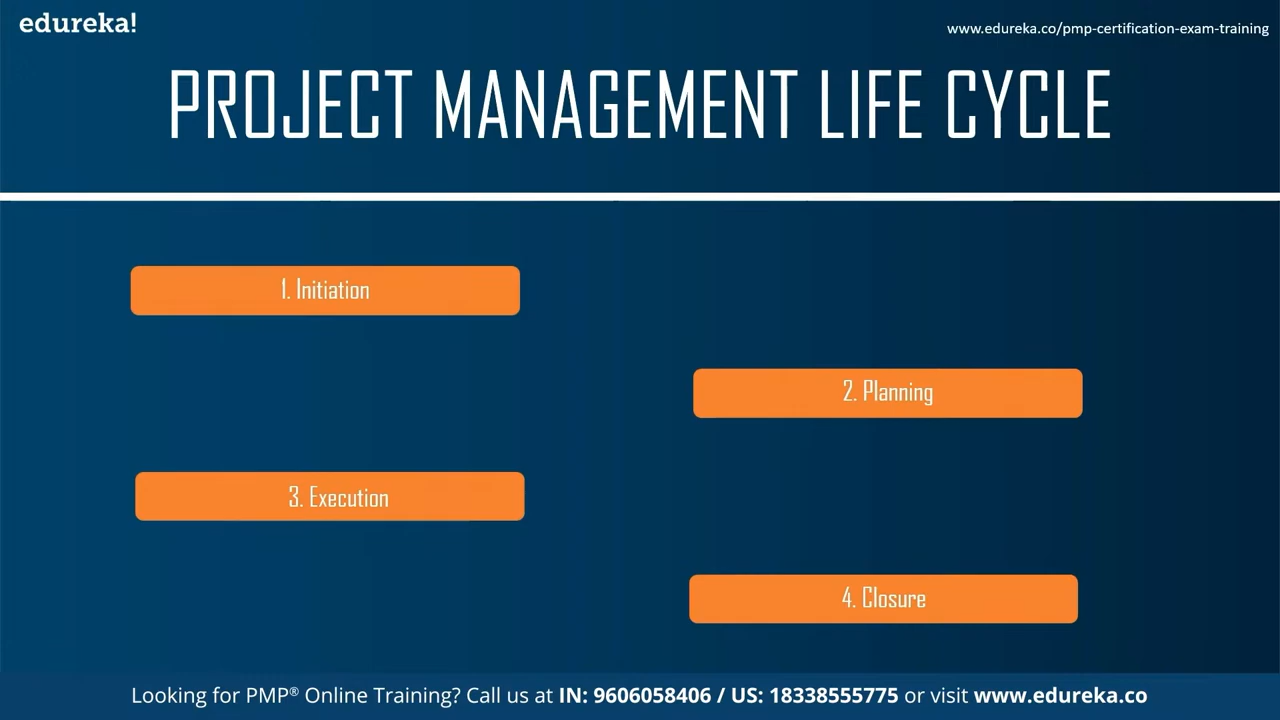 edureka!
www.edureka.co/pmp-certification-exam-training
PROJECT MANAGEMENT LIFE CYCLE
1. Initiation
2. Planning
3. Execution
4. Closure
Looking for PMP® Online Training? Call us at IN: 9606058406 / US: 18338555775 or visit www.edureka.co